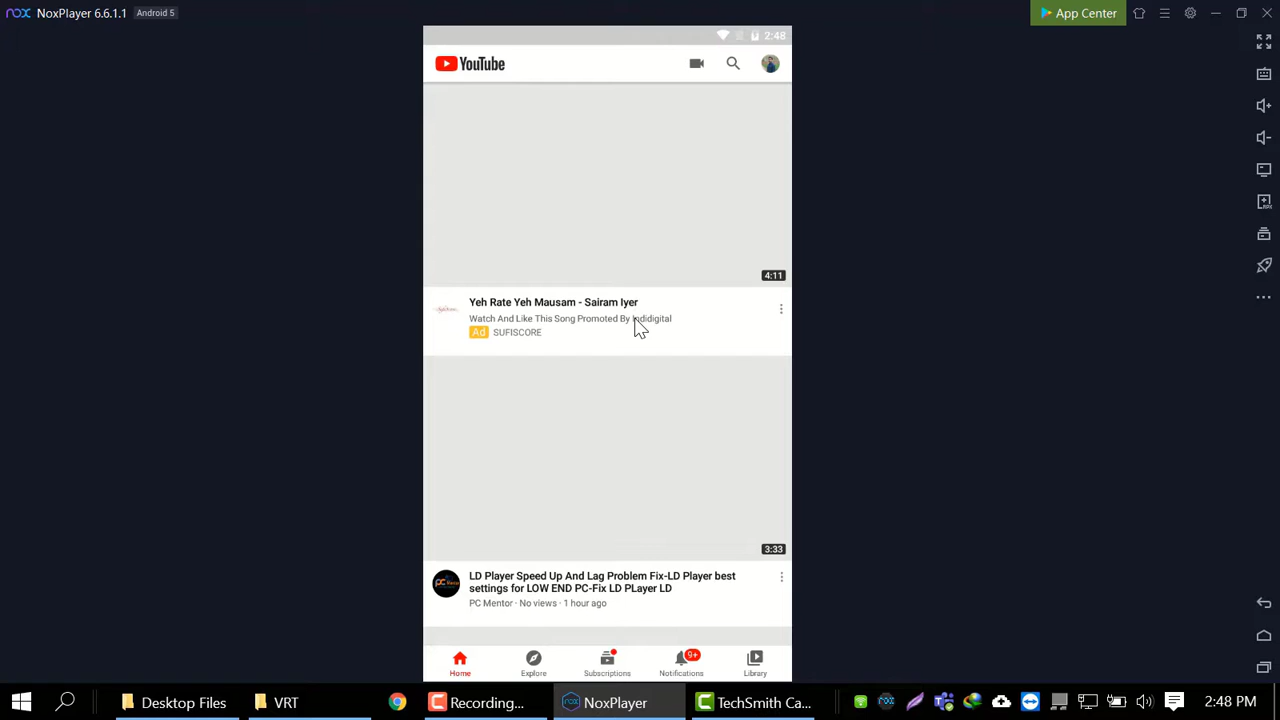 NoxPlayer 6.6.1.1 Android 5
App Center
2:48
YouTube
4:11
Yeh Rate Yeh Mausam - Sairam Iyer
Watch And Like This Song Promoted By Indidigital
Ad SUFISCORE
3:33
LD Player Speed Up And Lag Problem Fix-LD Player best
settings for LOW END PC-Fix LD PLayer LD
PC Mentor · No views · 1 hour ago
9+
Home Explore Subscriptions Notifications Library
Desktop Files VRT Recording... NoxPlayer TechSmith Ca... 2:48 PM